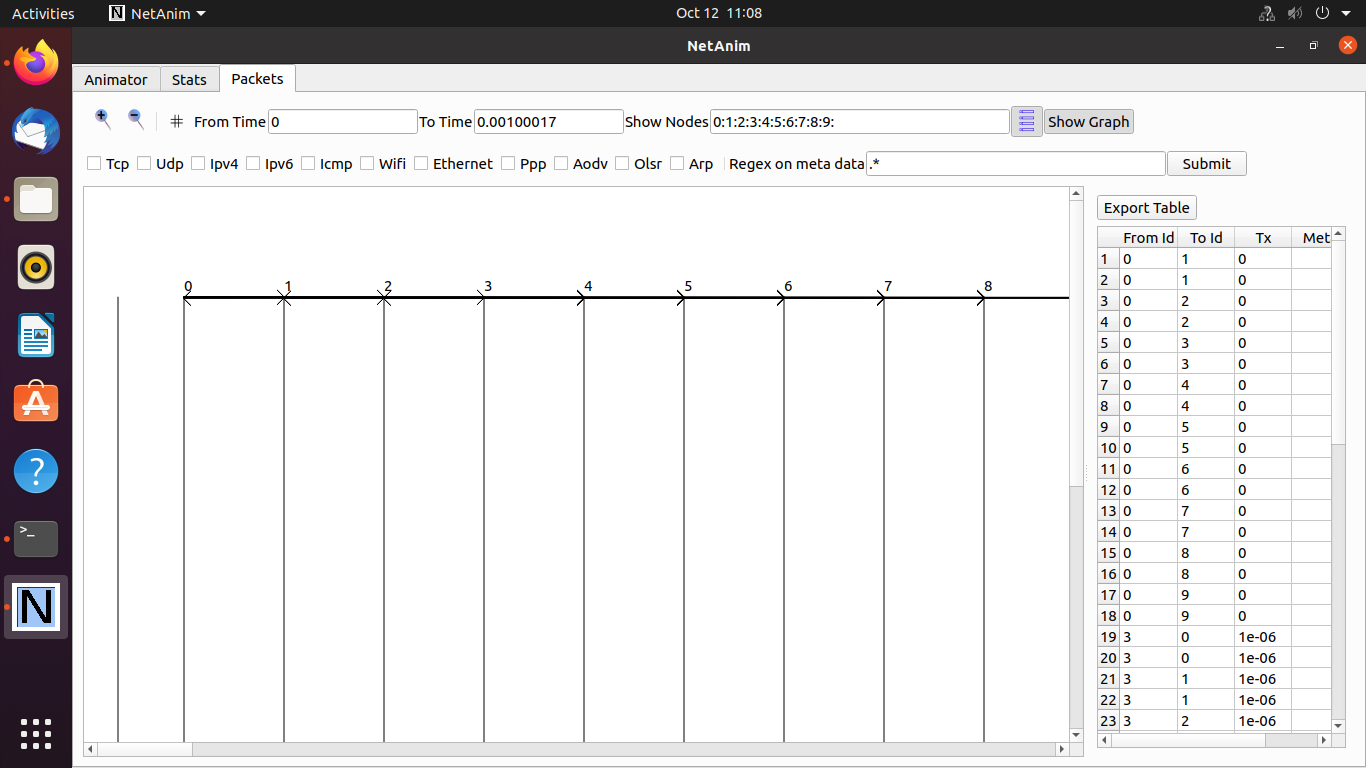 Activities NetAnim Oct 12 11:08
NetAnim
Animator Stats Packets
# From Time 0 To Time 0.00100017 Show Nodes 0:1:2:3:4:5:6:7:8:9: Show Graph
Tcp Udp Ipv4 Ipv6 Icmp Wifi Ethernet Ppp Aodv Olsr Arp Regex on meta data .* Submit
Export Table
From Id To Id Tx Met
1 0 1 0
2 0 1 0
3 0 2 0
4 0 2 0
5 0 3 0
6 0 3 0
7 0 4 0
8 0 4 0
9 0 5 0
10 0 5 0
11 0 6 0
12 0 6 0
13 0 7 0
14 0 7 0
15 0 8 0
16 0 8 0
17 0 9 0
18 0 9 0
19 3 0 1e-06
20 3 0 1e-06
21 3 1 1e-06
22 3 1 1e-06
23 3 2 1e-06
0 1 2 3 4 5 6 7 8
>_
?
N